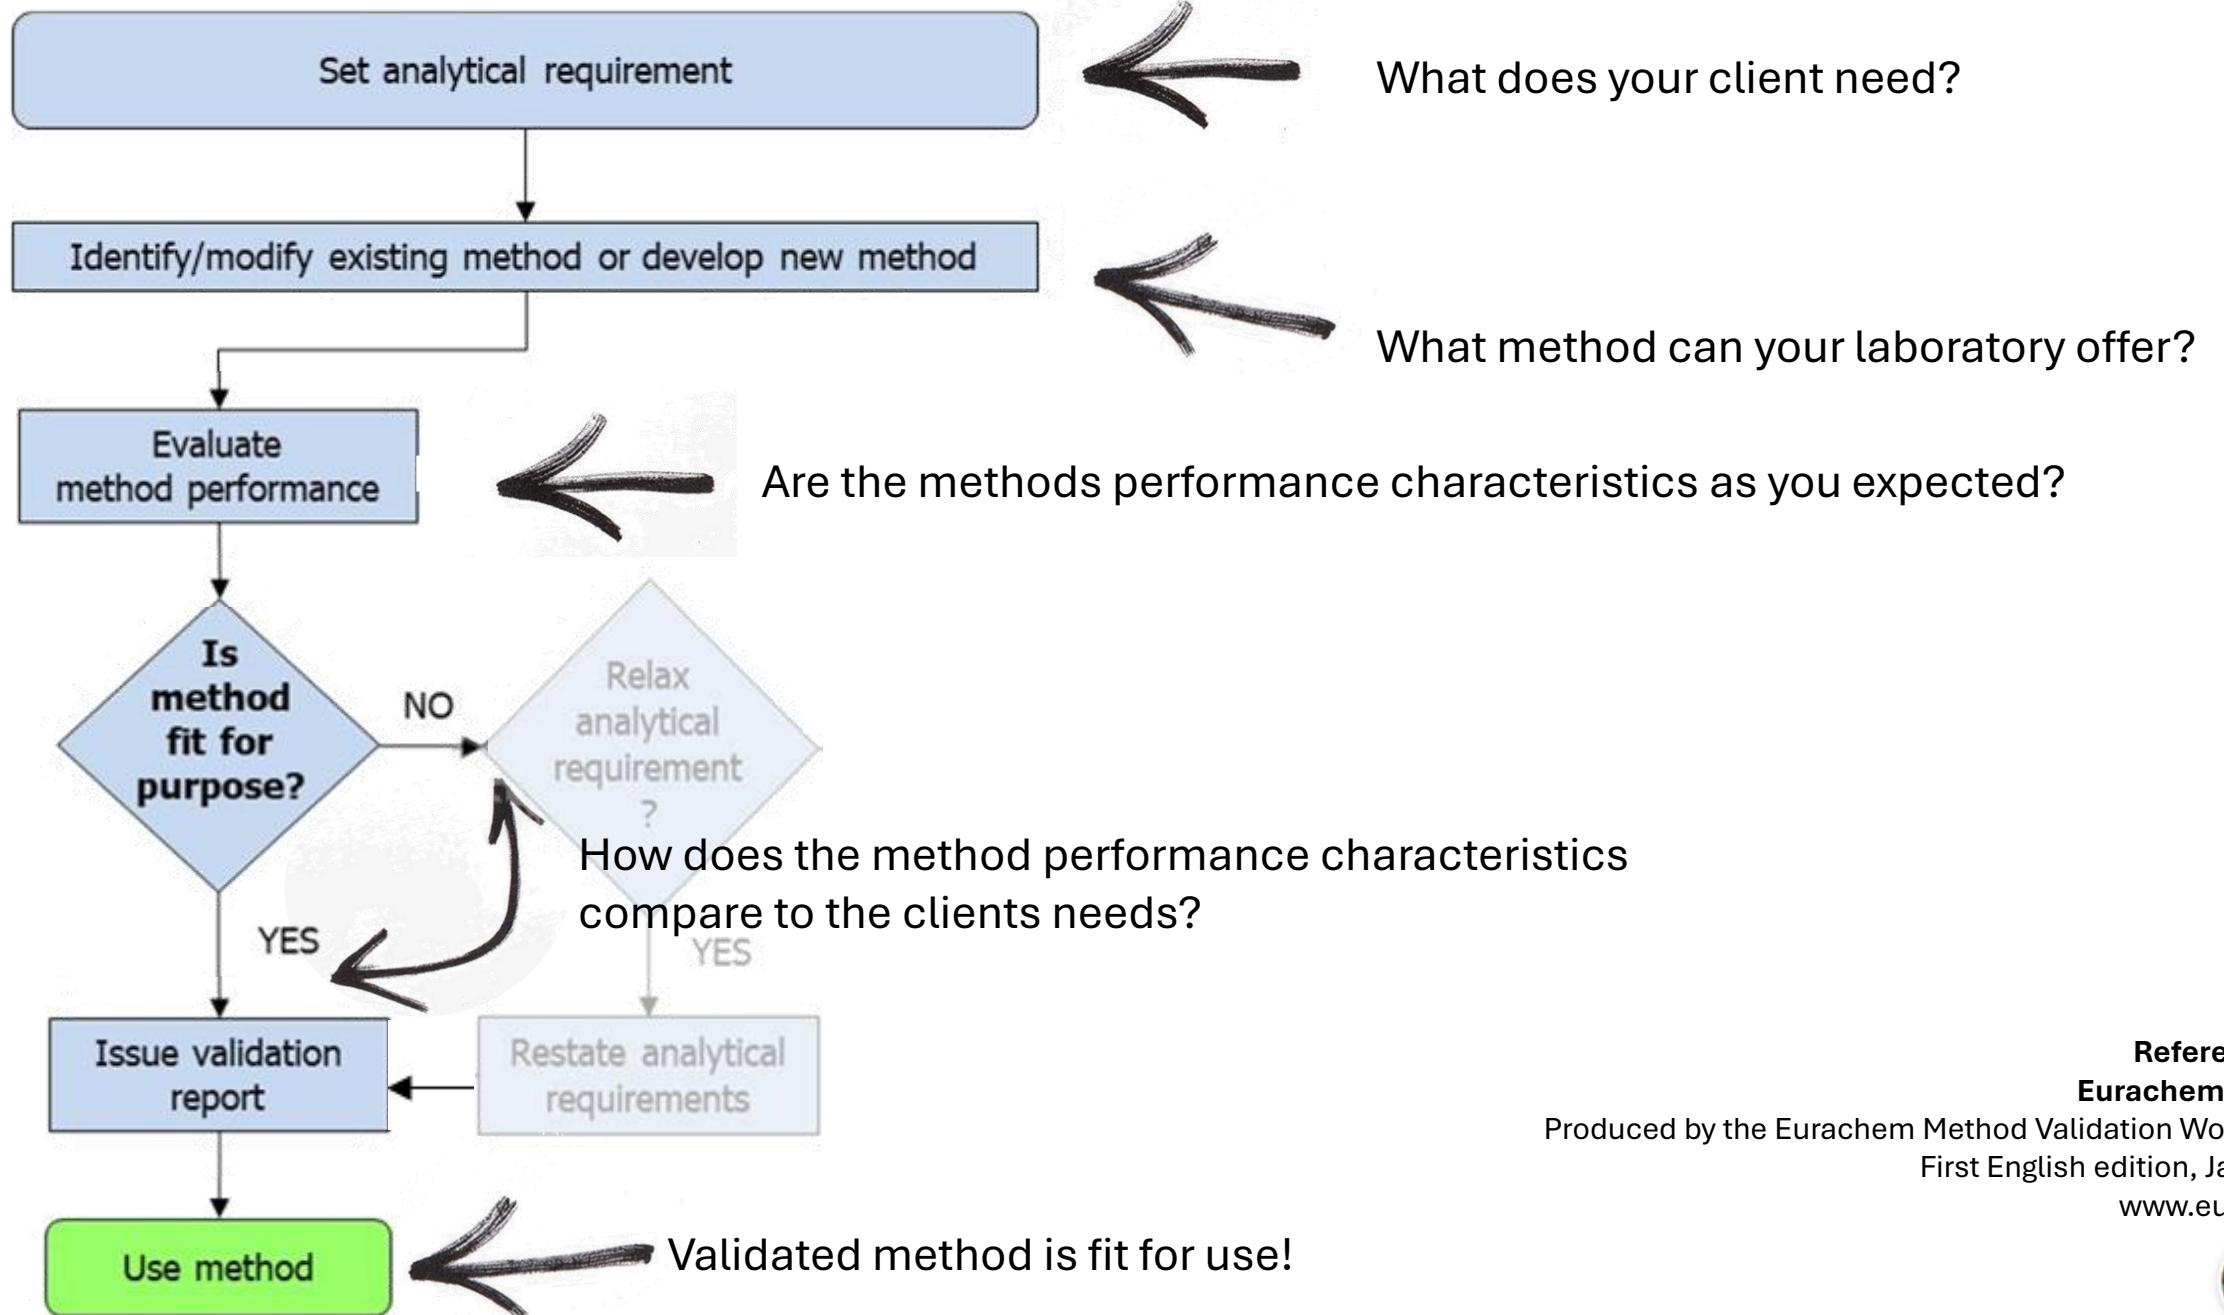 Set analytical requirement
What does your client need?
Identify/modify existing method or develop new method
What method can your laboratory offer?
Evaluate
method performance
Are the methods performance characteristics as you expected?
Is
method
fit for
purpose?
NO
Relax
analytical
requirement
?
How does the method performance characteristics
compare to the clients needs?
YES
YES
Issue validation
report
Restate analytical
requirements
Refere
Eurachem
Produced by the Eurachem Method Validation Wo
First English edition, Ja
www.eu
Use method
Validated method is fit for use!